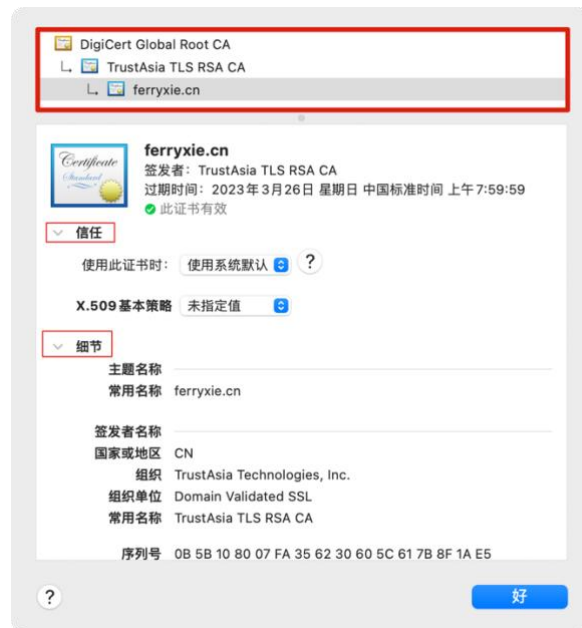 DigiCert Global Root CA
TrustAsia TLS RSA CA
ferryxie.cn
Certificate
Standard
ferryxie.cn
签发者：TrustAsia TLS RSA CA
过期时间：2023年3月26日 星期日 中国标准时间 上午7:59:59
此证书有效
信任
使用此证书时： 使用系统默认 ?
X.509基本策略 未指定值
细节
主题名称
常用名称 ferryxie.cn
签发者名称
国家或地区 CN
组织 TrustAsia Technologies, Inc.
组织单位 Domain Validated SSL
常用名称 TrustAsia TLS RSA CA
序列号 0B 5B 10 80 07 FA 35 62 30 60 5C 61 7B 8F 1A E5
? 好